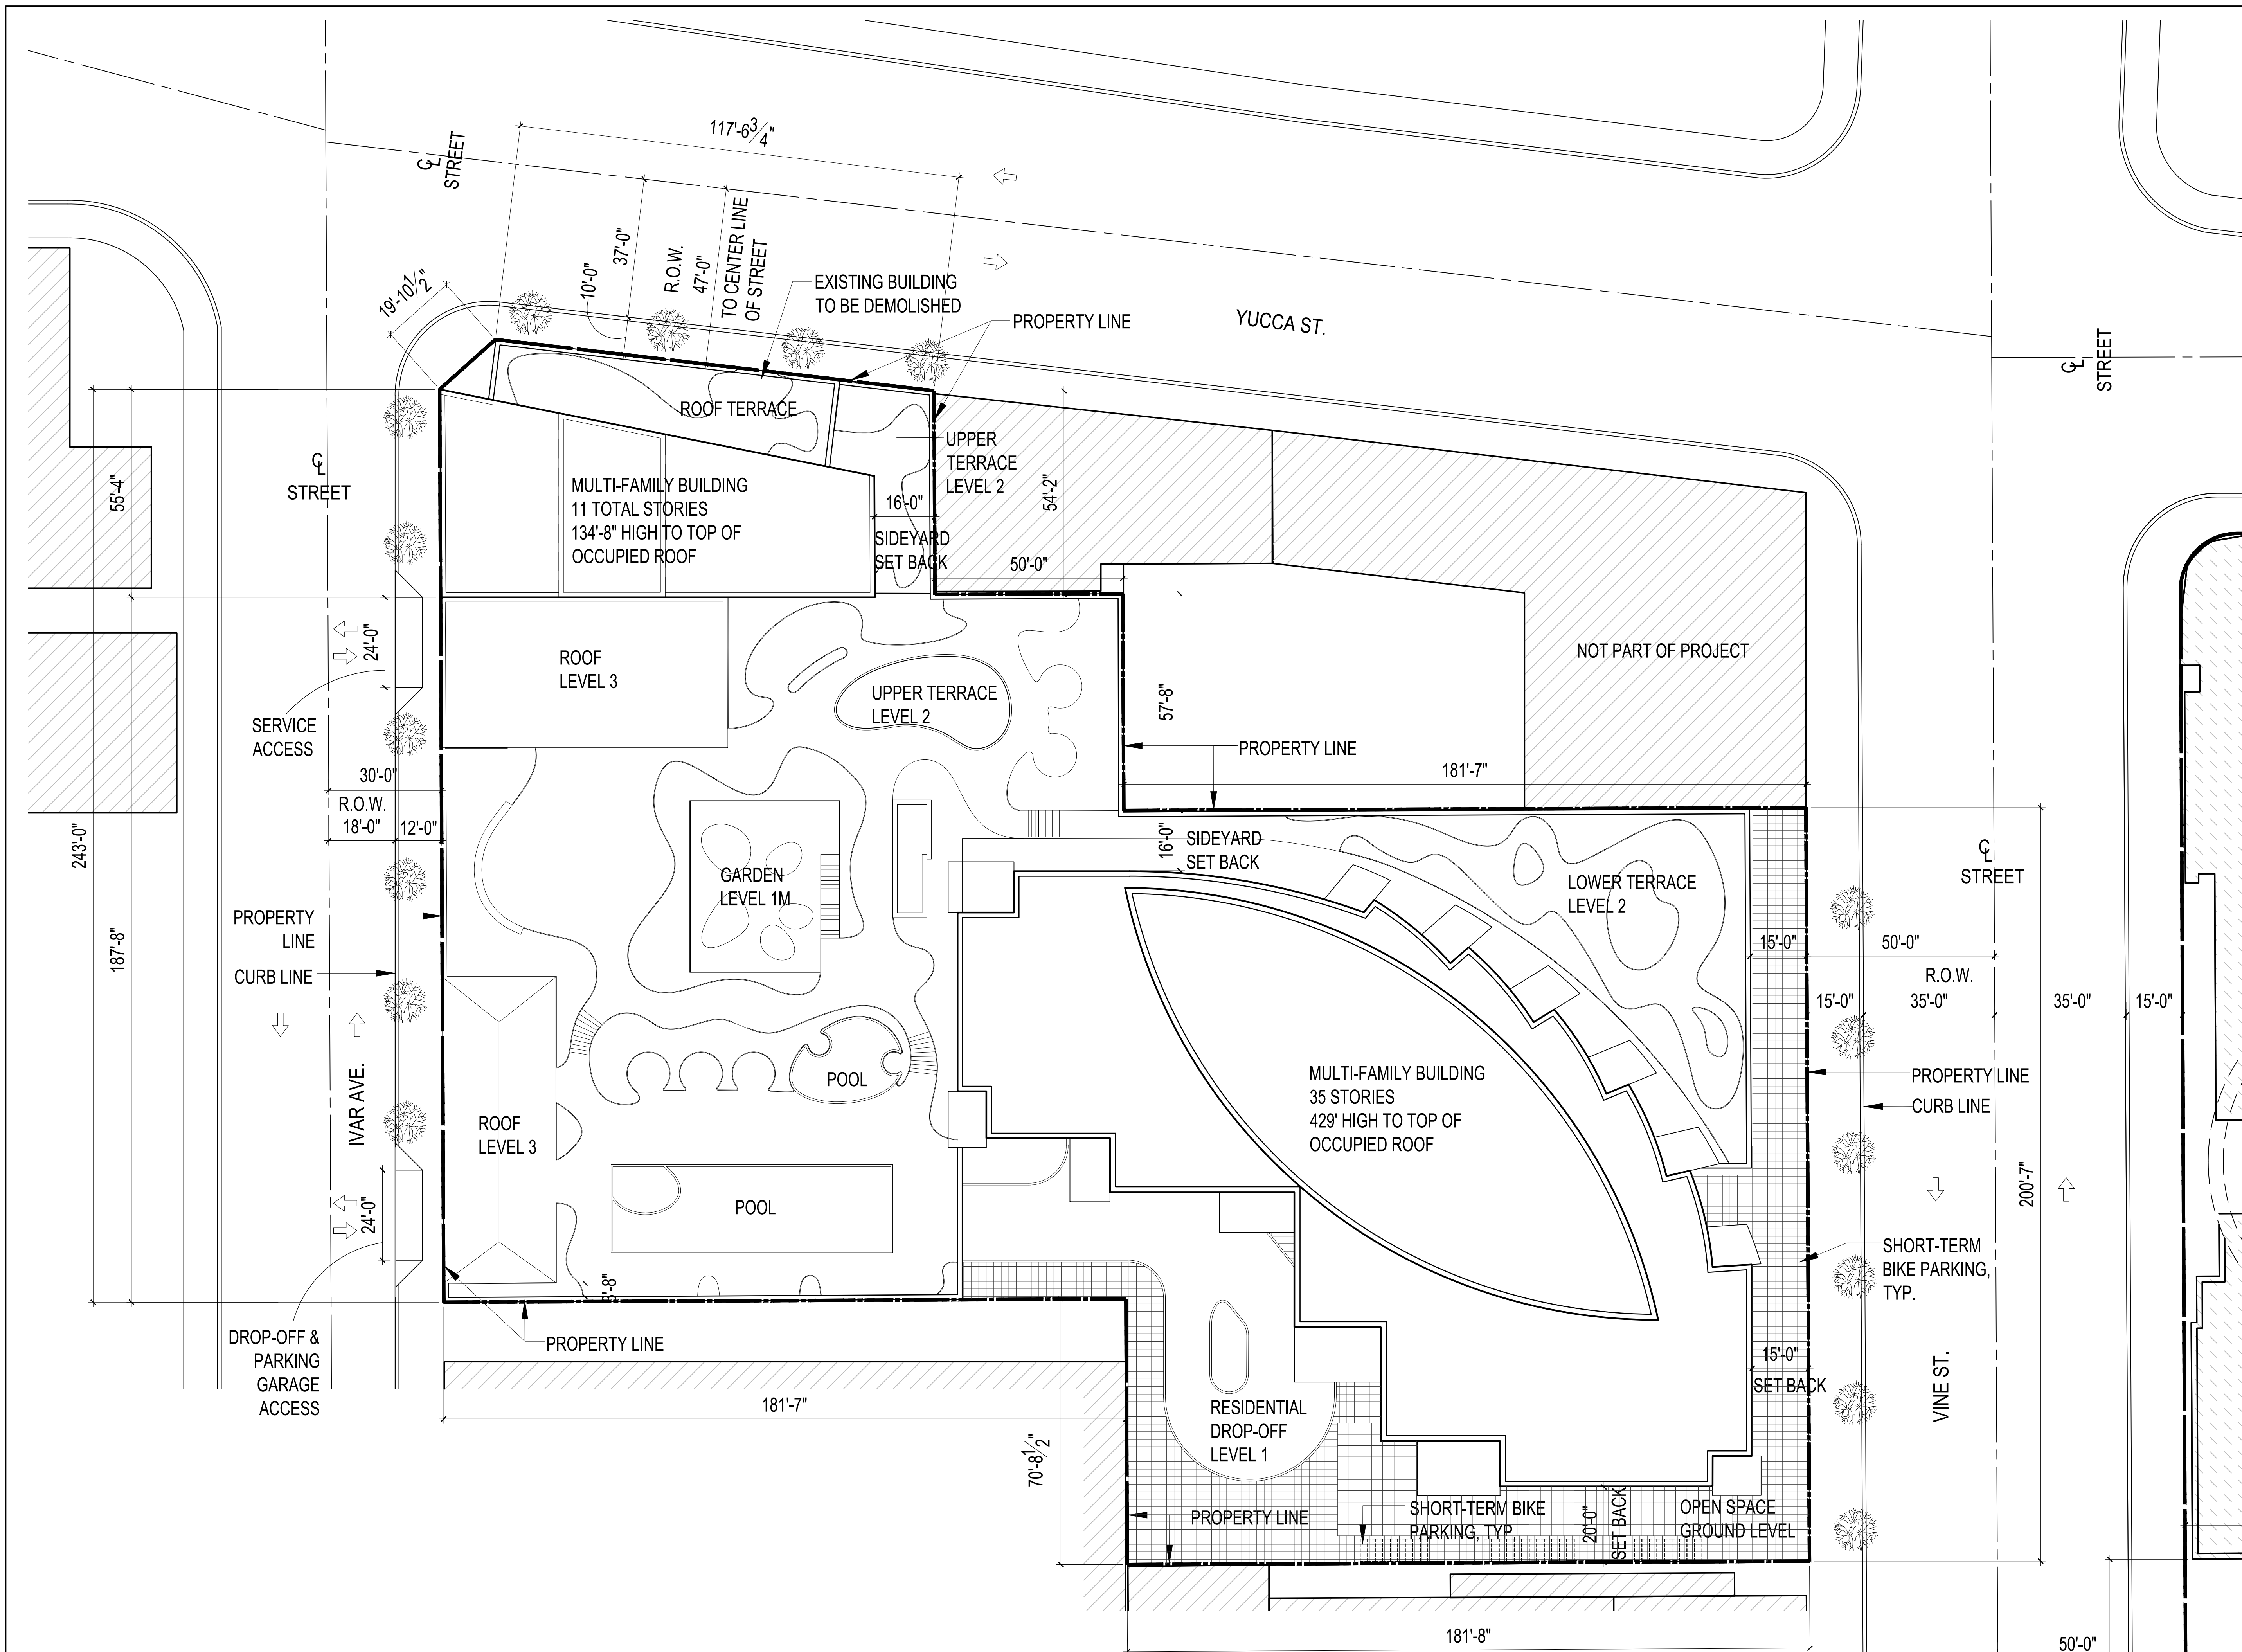 117'-6 3/4"
℄
STREET
37'-0"
10'-0"
R.O.W.
47'-0"
TO CENTER LINE
OF STREET
19'-10 1/2"
EXISTING BUILDING
TO BE DEMOLISHED
PROPERTY LINE
YUCCA ST.
℄
STREET
ROOF TERRACE
UPPER
TERRACE
LEVEL 2
℄
STREET
55'-4"
MULTI-FAMILY BUILDING
11 TOTAL STORIES
134'-8" HIGH TO TOP OF
OCCUPIED ROOF
16'-0"
SIDEYARD
SET BACK
54'-2"
50'-0"
24'-0"
ROOF
LEVEL 3
UPPER TERRACE
LEVEL 2
57'-8"
NOT PART OF PROJECT
SERVICE
ACCESS
PROPERTY LINE
181'-7"
30'-0"
R.O.W.
18'-0"
12'-0"
243'-0"
187'-8"
16'-0"
SIDEYARD
SET BACK
GARDEN
LEVEL 1M
LOWER TERRACE
LEVEL 2
℄
STREET
PROPERTY
LINE
CURB LINE
15'-0"
50'-0"
R.O.W.
15'-0"
35'-0"
35'-0"
15'-0"
IVAR AVE.
POOL
ROOF
LEVEL 3
MULTI-FAMILY BUILDING
35 STORIES
429' HIGH TO TOP OF
OCCUPIED ROOF
PROPERTY LINE
CURB LINE
200'-7"
24'-0"
POOL
SHORT-TERM
BIKE PARKING,
TYP.
3'-8"
DROP-OFF &
PARKING
GARAGE
ACCESS
PROPERTY LINE
15'-0"
SET BACK
VINE ST.
181'-7"
RESIDENTIAL
DROP-OFF
LEVEL 1
70'-8 1/2"
PROPERTY LINE
SHORT-TERM BIKE
PARKING, TYP.
20'-0"
SET BACK
OPEN SPACE
GROUND LEVEL
181'-8"
50'-0"